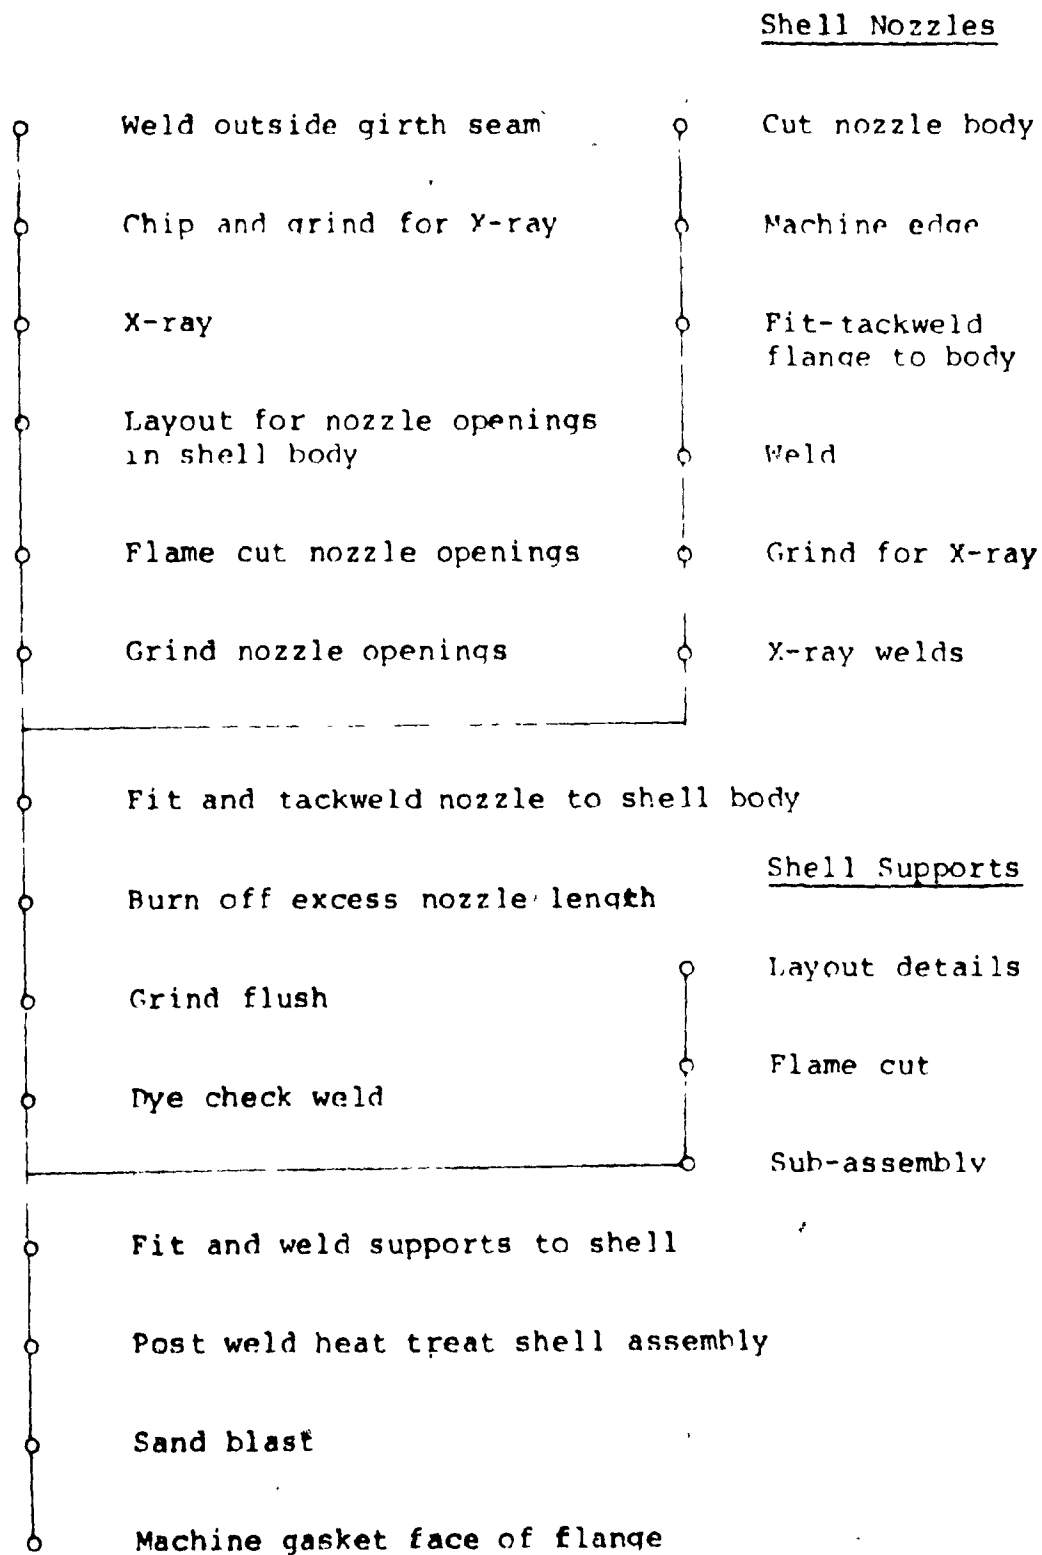 Shell Nozzles
Weld outside girth seam
Cut nozzle body
Chip and grind for X-ray
Machine edge
X-ray
Fit-tackweld
flange to body
Layout for nozzle openings
in shell body
Weld
Flame cut nozzle openings
Grind for X-ray
Grind nozzle openings
X-ray welds
Fit and tackweld nozzle to shell body
Shell Supports
Burn off excess nozzle length
Layout details
Grind flush
Flame cut
Dye check weld
Sub-assembly
Fit and weld supports to shell
Post weld heat treat shell assembly
Sand blast
Machine gasket face of flange